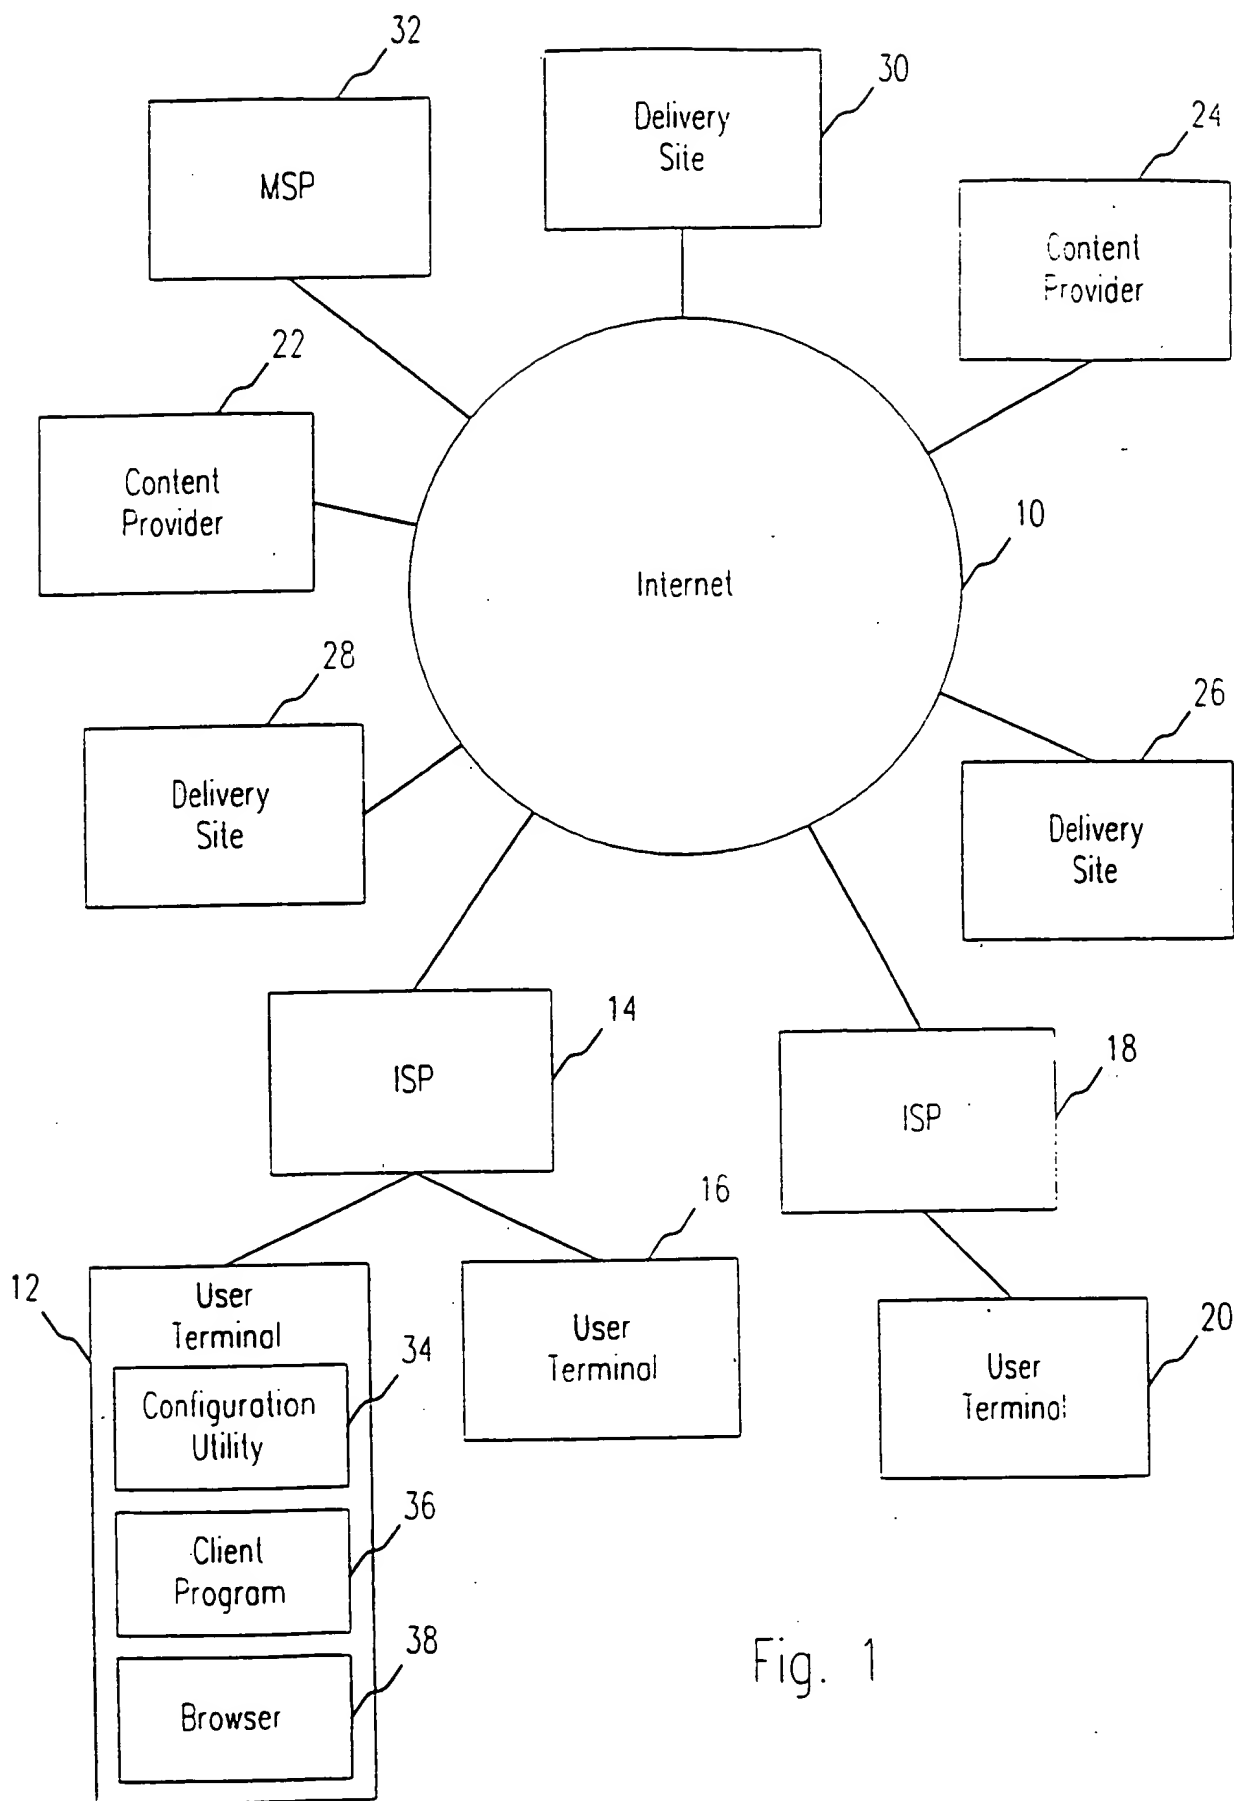 32
30
24
MSP
Delivery
Site
Content
Provider
22
Content
Provider
10
Internet
28
26
Delivery
Site
Delivery
Site
14
18
ISP
ISP
16
12
User
Terminal
20
34
User
Terminal
User
Terminal
Configuration
Utility
36
Client
Program
38
Browser
Fig. 1